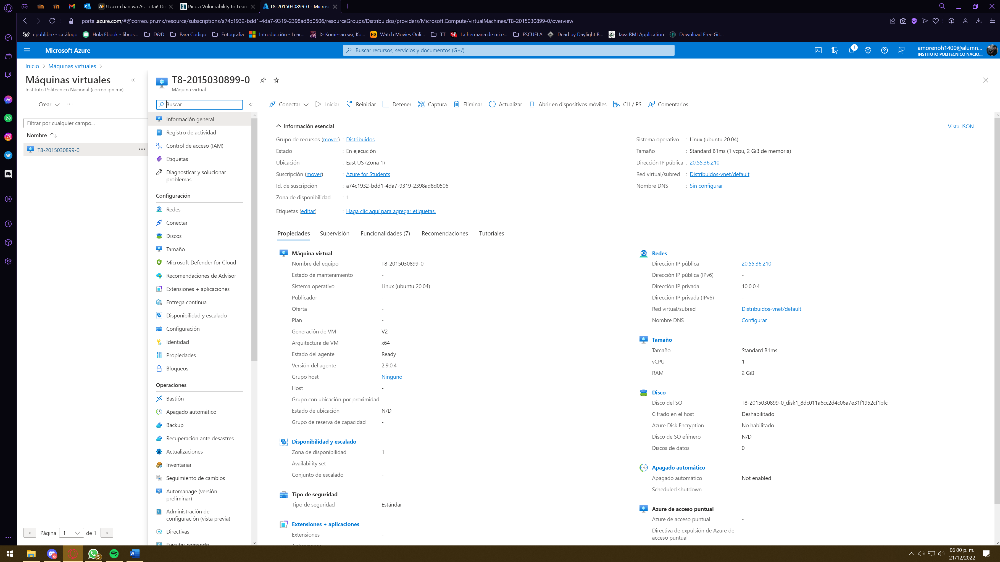 Uzaki-chan wa Asobitai! Do
Pick a Vulnerability to Lear
T8-2015030899-0 - Microso
portal.azure.com/#@correo.ipn.mx/resource/subscriptions/a74c1932-bdd1-4da7-9319-2398ad8d0506/resourceGroups/Distribuidos/providers/Microsoft.Compute/virtualMachines/T8-2015030899-0/overview
epublibre - catálogo
Hola Ebook - libros...
D&D
Para Codigo
Fotografia
Introducción - Lear...
▷ Komi-san wa, Ko...
HD
Watch Movies Onli...
TT
La hermana de mi e...
ESCUELA
Dead by Daylight B...
Java RMI Application
Download Free Git...
Microsoft Azure
Buscar recursos, servicios y documentos (G+/)
1
amorenoh1400@alumn...
INSTITUTO POLITECNICO NACIO...
Inicio > Máquinas virtuales >
Máquinas virtuales
Instituto Politecnico Nacional (correo.ipn.mx)
Crear
Filtrar por cualquier campo...
Nombre
T8-2015030899-0
Página 1 de 1
T8-2015030899-0
Máquina virtual
Buscar
Información general
Registro de actividad
Control de acceso (IAM)
Etiquetas
Diagnosticar y solucionar
problemas
Configuración
Redes
Conectar
Discos
Tamaño
Microsoft Defender for Cloud
Recomendaciones de Advisor
Extensiones + aplicaciones
Entrega continua
Disponibilidad y escalado
Configuración
Identidad
Propiedades
Bloqueos
Operaciones
Bastión
Apagado automático
Backup
Recuperación ante desastres
Actualizaciones
Inventariar
Seguimiento de cambios
Automanage (versión
preliminar)
Administración de
configuración (vista previa)
Directivas
Ejecutar comando
Conectar
Iniciar
Reiniciar
Detener
Captura
Eliminar
Actualizar
Abrir en dispositivos móviles
CLI / PS
Comentarios
Información esencial
Vista JSON
Grupo de recursos (mover) : Distribuidos
Estado : En ejecución
Ubicación : East US (Zona 1)
Suscripción (mover) : Azure for Students
Id. de suscripción : a74c1932-bdd1-4da7-9319-2398ad8d0506
Zona de disponibilidad : 1
Etiquetas (editar) : Haga clic aquí para agregar etiquetas.
Sistema operativo : Linux (ubuntu 20.04)
Tamaño : Standard B1ms (1 vcpu, 2 GiB de memoria)
Dirección IP pública : 20.55.36.210
Red virtual/subred : Distribuidos-vnet/default
Nombre DNS : Sin configurar
Propiedades
Supervisión
Funcionalidades (7)
Recomendaciones
Tutoriales
Máquina virtual
Nombre del equipo T8-2015030899-0
Estado de mantenimiento -
Sistema operativo Linux (ubuntu 20.04)
Publicador -
Oferta -
Plan -
Generación de VM V2
Arquitectura de VM x64
Estado del agente Ready
Versión del agente 2.9.0.4
Grupo host Ninguno
Host -
Grupo con ubicación por proximidad -
Estado de ubicación N/D
Grupo de reserva de capacidad -
Disponibilidad y escalado
Zona de disponibilidad 1
Availability set -
Conjunto de escalado -
Tipo de seguridad
Tipo de seguridad Estándar
Extensiones + aplicaciones
Extensiones -
Aplicaciones
Redes
Dirección IP pública 20.55.36.210
Dirección IP pública (IPv6) -
Dirección IP privada 10.0.0.4
Dirección IP privada (IPv6) -
Red virtual/subred Distribuidos-vnet/default
Nombre DNS Configurar
Tamaño
Tamaño Standard B1ms
vCPU 1
RAM 2 GiB
Disco
Disco del SO T8-2015030899-0_disk1_8dc011a6cc2d4c06a7e31f1952cf1bfc
Cifrado en el host Deshabilitado
Azure Disk Encryption No habilitado
Disco de SO efímero N/D
Discos de datos 0
Apagado automático
Apagado automático Not enabled
Scheduled shutdown -
Azure de acceso puntual
Azure de acceso puntual -
Directiva de expulsión de Azure de -
acceso puntual
6
5
06:00 p. m.
21/12/2022